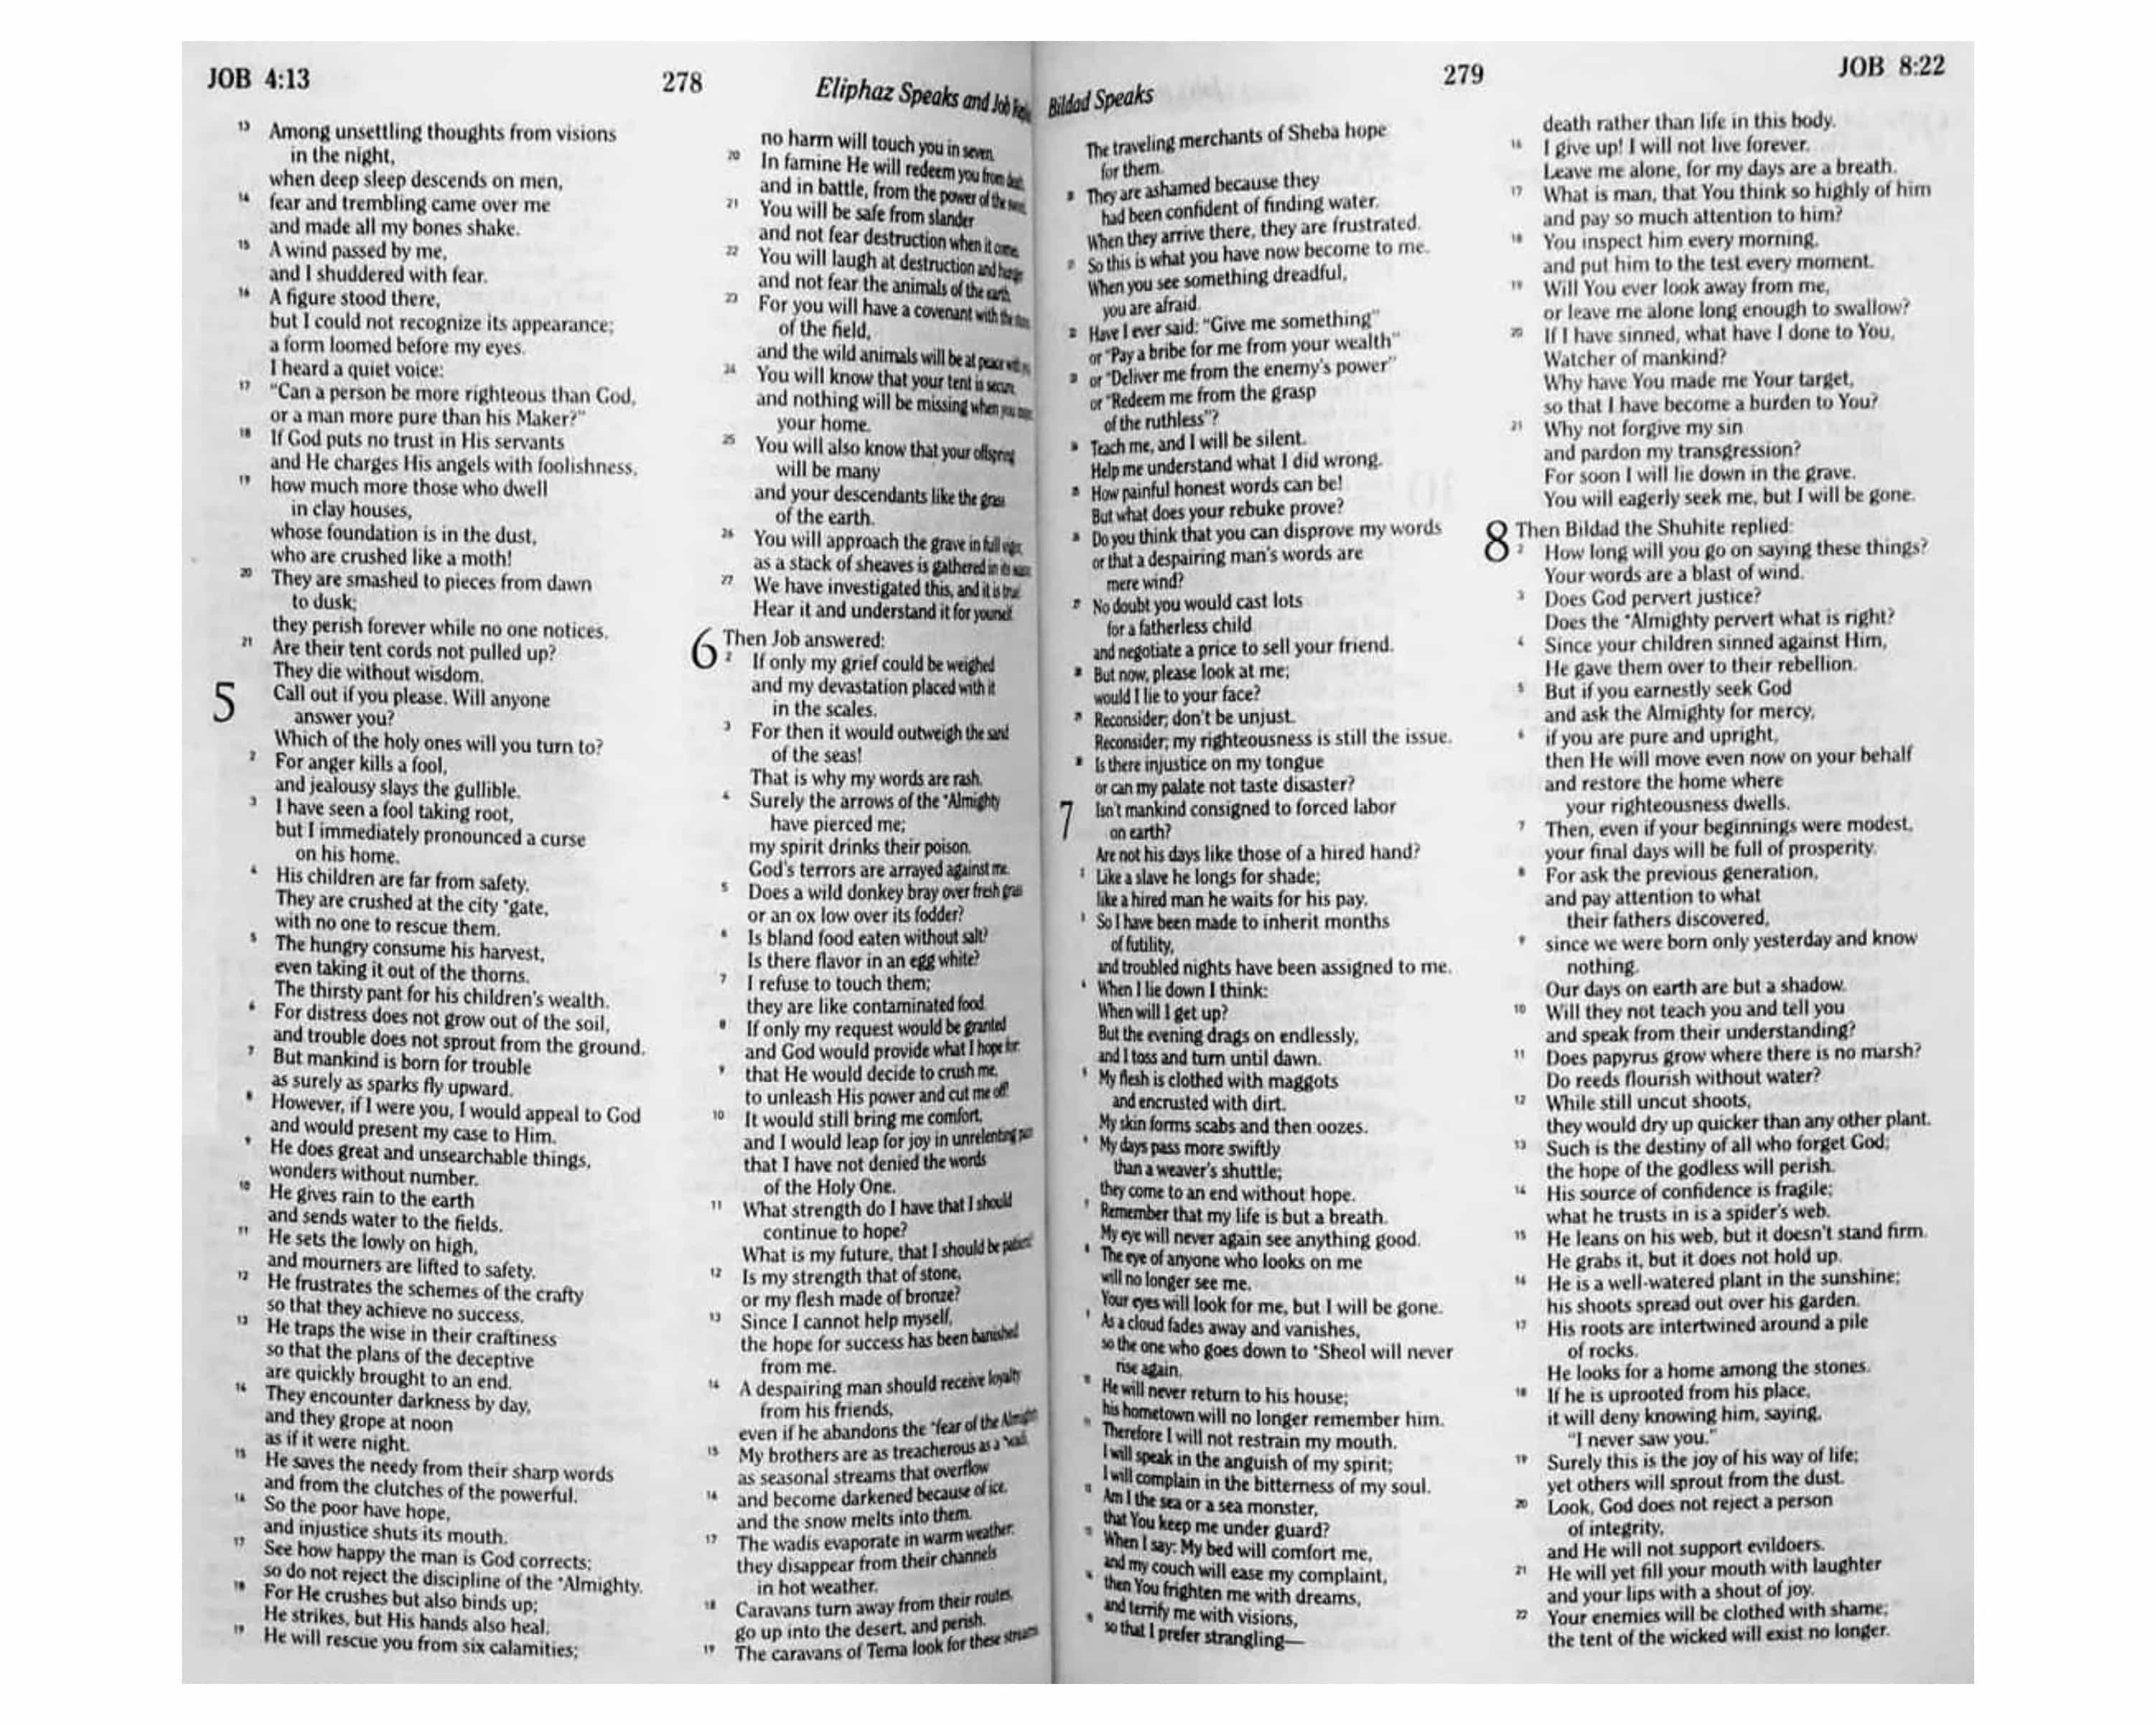 JOB 4:13
278
Eliphaz Speaks and Job
13 Among unsettling thoughts from visions
in the night,
when deep sleep descends on men,
14 fear and trembling came over me
and made all my bones shake.
15 A wind passed by me,
and I shuddered with fear.
16 A figure stood there,
but I could not recognize its appearance;
a form loomed before my eyes.
I heard a quiet voice:
17 "Can a person be more righteous than God,
or a man more pure than his Maker?"
18 If God puts no trust in His servants
and He charges His angels with foolishness,
19 how much more those who dwell
in clay houses,
whose foundation is in the dust,
who are crushed like a moth!
20 They are smashed to pieces from dawn
to dusk;
they perish forever while no one notices.
21 Are their tent cords not pulled up?
They die without wisdom.
5 Call out if you please. Will anyone
answer you?
Which of the holy ones will you turn to?
2 For anger kills a fool,
and jealousy slays the gullible.
3 I have seen a fool taking root,
but I immediately pronounced a curse
on his home.
4 His children are far from safety.
They are crushed at the city *gate,
with no one to rescue them.
5 The hungry consume his harvest,
even taking it out of the thorns.
The thirsty pant for his children's wealth.
6 For distress does not grow out of the soil,
and trouble does not sprout from the ground.
7 But mankind is born for trouble
as surely as sparks fly upward.
8 However, if I were you, I would appeal to God
and would present my case to Him.
9 He does great and unsearchable things,
wonders without number.
10 He gives rain to the earth
and sends water to the fields.
11 He sets the lowly on high,
and mourners are lifted to safety.
12 He frustrates the schemes of the crafty
so that they achieve no success.
13 He traps the wise in their craftiness
so that the plans of the deceptive
are quickly brought to an end.
14 They encounter darkness by day,
and they grope at noon
as if it were night.
15 He saves the needy from their sharp words
and from the clutches of the powerful.
16 So the poor have hope,
and injustice shuts its mouth.
17 See how happy the man is God corrects;
so do not reject the discipline of the *Almighty.
18 For He crushes but also binds up;
He strikes, but His hands also heal.
19 He will rescue you from six calamities;
no harm will touch you in seven.
20 In famine He will redeem you from
and in battle, from the power of the
21 You will be safe from slander
and not fear destruction when it comes.
22 You will laugh at destruction and
and not fear the animals of the earth.
23 For you will have a covenant with the
of the field,
and the wild animals will be at peace with
24 You will know that your tent is secure,
and nothing will be missing when you
your home.
25 You will also know that your offspring
will be many
and your descendants like the grass
of the earth.
26 You will approach the grave in full
as a stack of sheaves is gathered in its
27 We have investigated this, and it is true!
Hear it and understand it for yourself.
6 Then Job answered:
2 If only my grief could be weighed
and my devastation placed with it
in the scales.
3 For then it would outweigh the sand
of the seas!
That is why my words are rash.
4 Surely the arrows of the *Almighty
have pierced me;
my spirit drinks their poison.
God's terrors are arrayed against me.
5 Does a wild donkey bray over fresh grass
or an ox low over its fodder?
6 Is bland food eaten without salt?
Is there flavor in an egg white?
7 I refuse to touch them;
they are like contaminated food.
8 If only my request would be granted
and God would provide what I hope for:
9 that He would decide to crush me,
to unleash His power and cut me off!
10 It would still bring me comfort,
and I would leap for joy in unrelenting pain
that I have not denied the words
of the Holy One.
11 What strength do I have that I should
continue to hope?
What is my future, that I should be patient?
12 Is my strength that of stone,
or my flesh made of bronze?
13 Since I cannot help myself,
the hope for success has been banished
from me.
14 A despairing man should receive loyalty
from his friends,
even if he abandons the *fear of the Almighty.
15 My brothers are as treacherous as a *wadi,
as seasonal streams that overflow
16 and become darkened because of ice,
and the snow melts into them.
17 The wadis evaporate in warm weather;
they disappear from their channels
in hot weather.
18 Caravans turn away from their routes,
go up into the desert, and perish.
19 The caravans of Tema look for these streams
Bildad Speaks
279
JOB 8:22
The traveling merchants of Sheba hope
for them.
20 They are ashamed because they
had been confident of finding water.
When they arrive there, they are frustrated.
21 So this is what you have now become to me.
When you see something dreadful,
you are afraid.
22 Have I ever said: "Give me something"
or "Pay a bribe for me from your wealth"
23 or "Deliver me from the enemy's power"
or "Redeem me from the grasp
of the ruthless"?
24 Teach me, and I will be silent.
Help me understand what I did wrong.
25 How painful honest words can be!
But what does your rebuke prove?
26 Do you think that you can disprove my words
or that a despairing man's words are
mere wind?
27 No doubt you would cast lots
for a fatherless child
and negotiate a price to sell your friend.
28 But now, please look at me;
would I lie to your face?
29 Reconsider; don't be unjust.
Reconsider; my righteousness is still the issue.
30 Is there injustice on my tongue
or can my palate not taste disaster?
7 Isn't mankind consigned to forced labor
on earth?
Are not his days like those of a hired hand?
2 Like a slave he longs for shade;
like a hired man he waits for his pay.
3 So I have been made to inherit months
of futility,
and troubled nights have been assigned to me.
4 When I lie down I think:
When will I get up?
But the evening drags on endlessly,
and I toss and turn until dawn.
5 My flesh is clothed with maggots
and encrusted with dirt.
My skin forms scabs and then oozes.
6 My days pass more swiftly
than a weaver's shuttle;
they come to an end without hope.
7 Remember that my life is but a breath.
My eye will never again see anything good.
8 The eye of anyone who looks on me
will no longer see me.
Your eyes will look for me, but I will be gone.
9 As a cloud fades away and vanishes,
so the one who goes down to *Sheol will never
rise again.
10 He will never return to his house;
his hometown will no longer remember him.
11 Therefore I will not restrain my mouth.
I will speak in the anguish of my spirit;
I will complain in the bitterness of my soul.
12 Am I the sea or a sea monster,
that You keep me under guard?
13 When I say: My bed will comfort me,
and my couch will ease my complaint,
14 then You frighten me with dreams,
and terrify me with visions,
15 so that I prefer strangling—
death rather than life in this body.
16 I give up! I will not live forever.
Leave me alone, for my days are a breath.
17 What is man, that You think so highly of him
and pay so much attention to him?
18 You inspect him every morning,
and put him to the test every moment.
19 Will You ever look away from me,
or leave me alone long enough to swallow?
20 If I have sinned, what have I done to You,
Watcher of mankind?
Why have You made me Your target,
so that I have become a burden to You?
21 Why not forgive my sin
and pardon my transgression?
For soon I will lie down in the grave.
You will eagerly seek me, but I will be gone.
8 Then Bildad the Shuhite replied:
2 How long will you go on saying these things?
Your words are a blast of wind.
3 Does God pervert justice?
Does the *Almighty pervert what is right?
4 Since your children sinned against Him,
He gave them over to their rebellion.
5 But if you earnestly seek God
and ask the Almighty for mercy,
6 if you are pure and upright,
then He will move even now on your behalf
and restore the home where
your righteousness dwells.
7 Then, even if your beginnings were modest,
your final days will be full of prosperity.
8 For ask the previous generation,
and pay attention to what
their fathers discovered,
9 since we were born only yesterday and know
nothing.
Our days on earth are but a shadow.
10 Will they not teach you and tell you
and speak from their understanding?
11 Does papyrus grow where there is no marsh?
Do reeds flourish without water?
12 While still uncut shoots,
they would dry up quicker than any other plant.
13 Such is the destiny of all who forget God;
the hope of the godless will perish.
14 His source of confidence is fragile;
what he trusts in is a spider's web.
15 He leans on his web, but it doesn't stand firm.
He grabs it, but it does not hold up.
16 He is a well-watered plant in the sunshine;
his shoots spread out over his garden.
17 His roots are intertwined around a pile
of rocks.
He looks for a home among the stones.
18 If he is uprooted from his place,
it will deny knowing him, saying,
"I never saw you."
19 Surely this is the joy of his way of life;
yet others will sprout from the dust.
20 Look, God does not reject a person
of integrity,
and He will not support evildoers.
21 He will yet fill your mouth with laughter
and your lips with a shout of joy.
22 Your enemies will be clothed with shame;
the tent of the wicked will exist no longer.